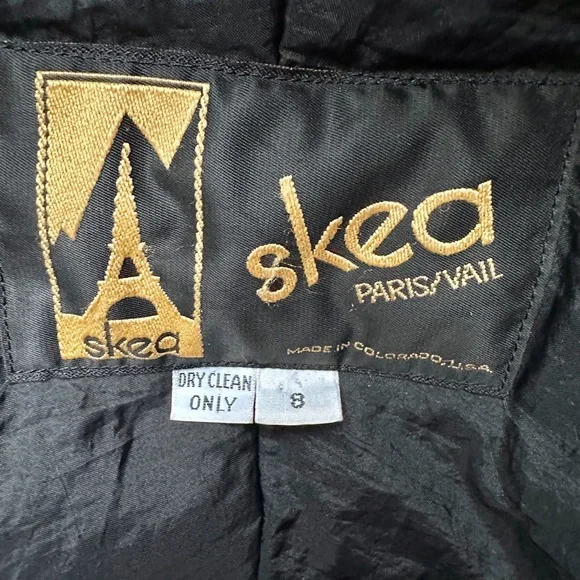 skea
skea
PARIS/VAIL
MADE IN COLORADO, U.S.A.
DRY CLEAN
ONLY
8